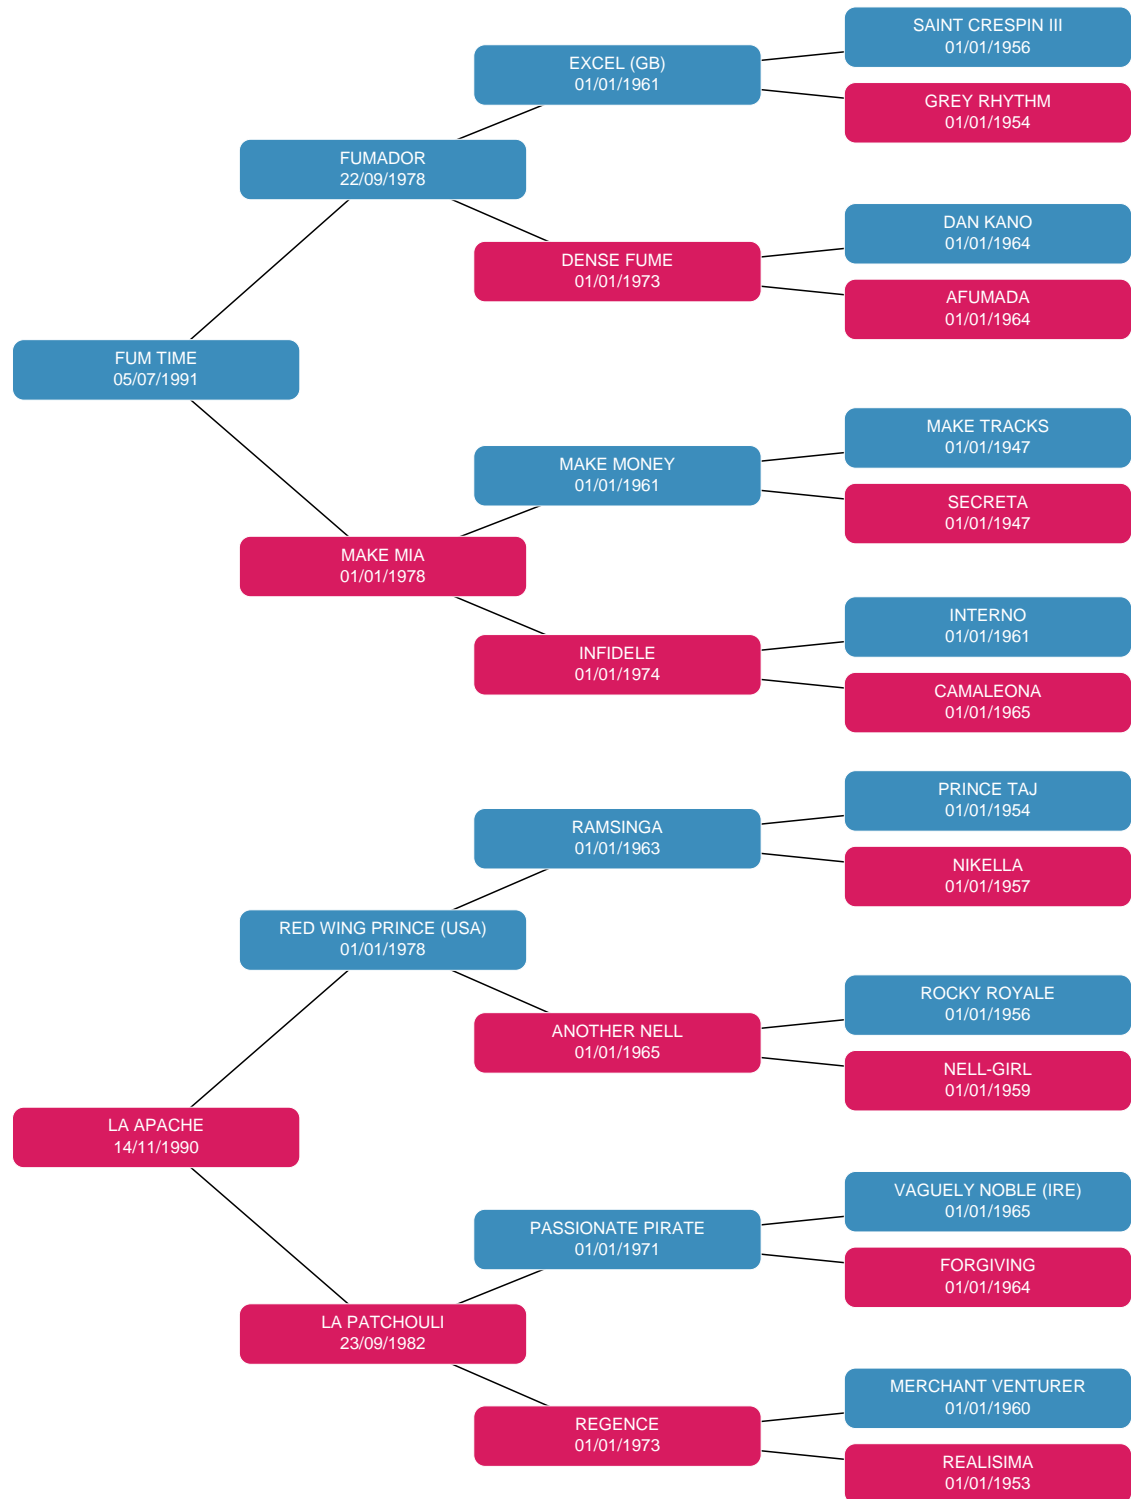 SAINT CRESPIN III
01/01/1956
EXCEL (GB)
01/01/1961
GREY RHYTHM
01/01/1954
FUMADOR
22/09/1978
DAN KANO
01/01/1964
DENSE FUME
01/01/1973
AFUMADA
01/01/1964
FUM TIME
05/07/1991
MAKE TRACKS
01/01/1947
MAKE MONEY
01/01/1961
SECRETA
01/01/1947
MAKE MIA
01/01/1978
INTERNO
01/01/1961
INFIDELE
01/01/1974
CAMALEONA
01/01/1965
PRINCE TAJ
01/01/1954
RAMSINGA
01/01/1963
NIKELLA
01/01/1957
RED WING PRINCE (USA)
01/01/1978
ROCKY ROYALE
01/01/1956
ANOTHER NELL
01/01/1965
NELL-GIRL
01/01/1959
LA APACHE
14/11/1990
VAGUELY NOBLE (IRE)
01/01/1965
PASSIONATE PIRATE
01/01/1971
FORGIVING
01/01/1964
LA PATCHOULI
23/09/1982
MERCHANT VENTURER
01/01/1960
REGENCE
01/01/1973
REALISIMA
01/01/1953